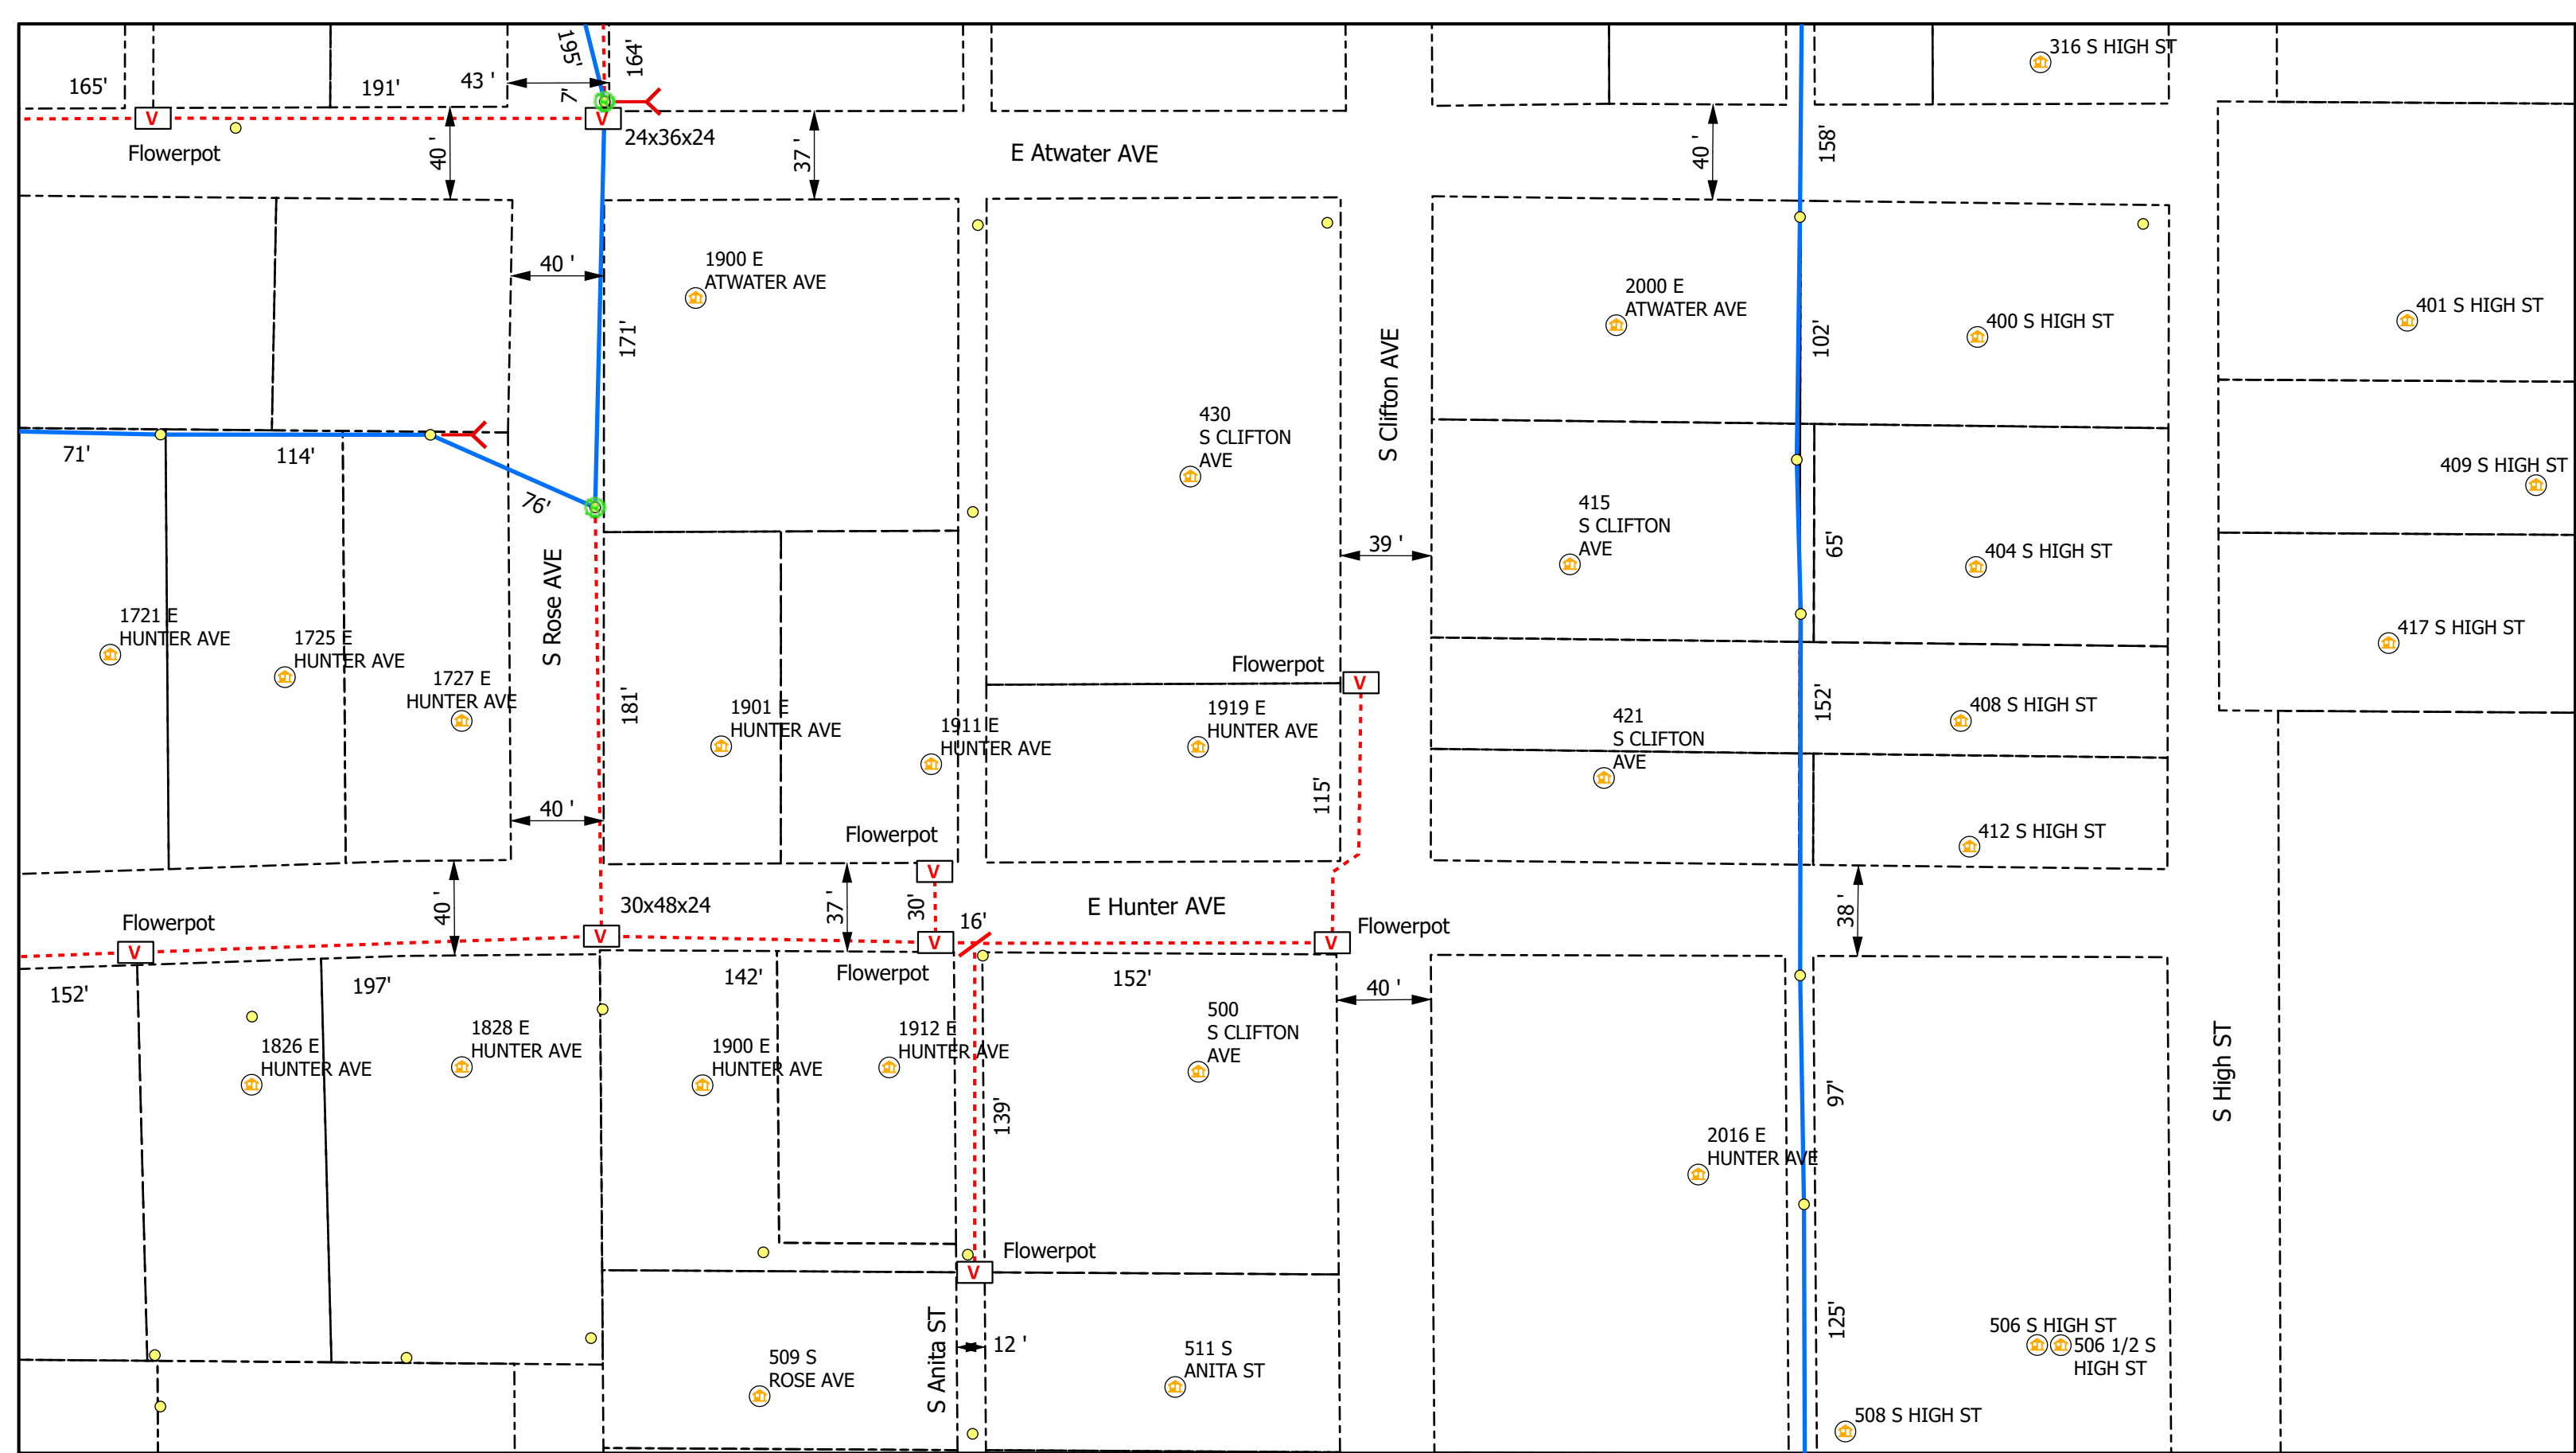 195'
164'
316 S HIGH ST
165'
191'
43 '
7'
V
V
24x36x24
Flowerpot
40 '
37 '
E Atwater AVE
40 '
158'
40 '
1900 E
ATWATER AVE
171'
2000 E
ATWATER AVE
102'
400 S HIGH ST
401 S HIGH ST
S Clifton AVE
430
S CLIFTON
AVE
71'
114'
76'
409 S HIGH ST
415
S CLIFTON
AVE
39 '
65'
404 S HIGH ST
S Rose AVE
1721 E
HUNTER AVE
1725 E
HUNTER AVE
1727 E
HUNTER AVE
417 S HIGH ST
Flowerpot
V
181'
1901 E
HUNTER AVE
1911 E
HUNTER AVE
1919 E
HUNTER AVE
421
S CLIFTON
AVE
152'
408 S HIGH ST
115'
40 '
Flowerpot
412 S HIGH ST
V
40 '
30x48x24
37 '
30'
16'
E Hunter AVE
38 '
Flowerpot
Flowerpot
V
V
V
V
152'
197'
142'
Flowerpot
152'
40 '
1826 E
HUNTER AVE
1828 E
HUNTER AVE
1900 E
HUNTER AVE
1912 E
HUNTER AVE
500
S CLIFTON
AVE
139'
97'
S High ST
2016 E
HUNTER AVE
Flowerpot
V
S Anita ST
12 '
125'
509 S
ROSE AVE
511 S
ANITA ST
506 S HIGH ST
506 1/2 S
HIGH ST
508 S HIGH ST